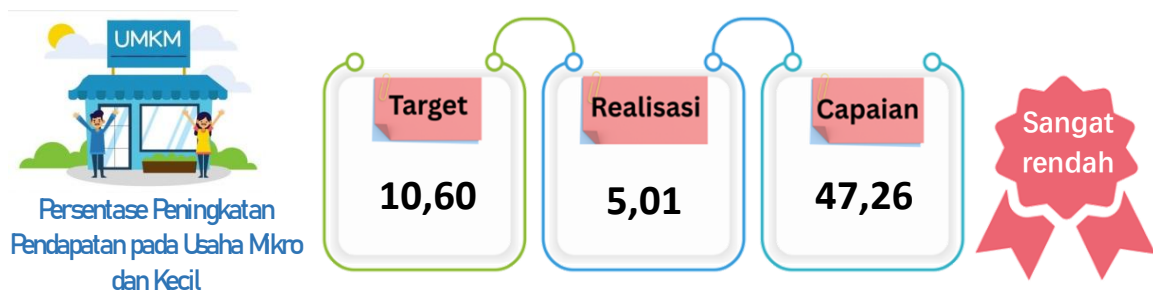 UMKM
Persentase Peningkatan
Pendapatan pada Usaha Mikro
dan Kecil
Target
10,60
Realisasi
5,01
Capaian
47,26
Sangat
rendah